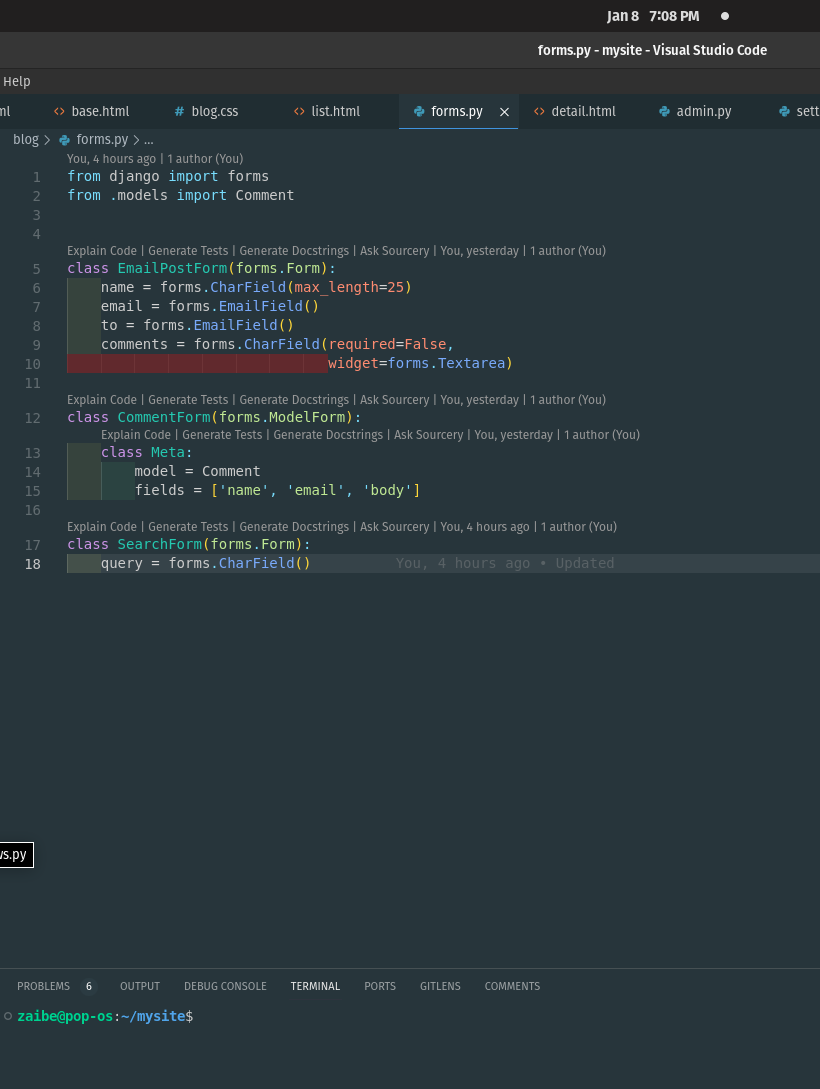 Jan 8 7:08 PM
forms.py - mysite - Visual Studio Code
Help
base.html # blog.css <> list.html forms.py × <> detail.html admin.py
blog > forms.py > ...
You, 4 hours ago | 1 author (You)
1 from django import forms
2 from .models import Comment
3
4
Explain Code | Generate Tests | Generate Docstrings | Ask Sourcery | You, yesterday | 1 author (You)
5 class EmailPostForm(forms.Form):
6     name = forms.CharField(max_length=25)
7     email = forms.EmailField()
8     to = forms.EmailField()
9     comments = forms.CharField(required=False,
10                               widget=forms.Textarea)
11
Explain Code | Generate Tests | Generate Docstrings | Ask Sourcery | You, yesterday | 1 author (You)
12 class CommentForm(forms.ModelForm):
Explain Code | Generate Tests | Generate Docstrings | Ask Sourcery | You, yesterday | 1 author (You)
13     class Meta:
14         model = Comment
15         fields = ['name', 'email', 'body']
16
Explain Code | Generate Tests | Generate Docstrings | Ask Sourcery | You, 4 hours ago | 1 author (You)
17 class SearchForm(forms.Form):
18     query = forms.CharField() You, 4 hours ago • Updated
PROBLEMS 6 OUTPUT DEBUG CONSOLE TERMINAL PORTS GITLENS COMMENTS
zaibe@pop-os:~/mysite$